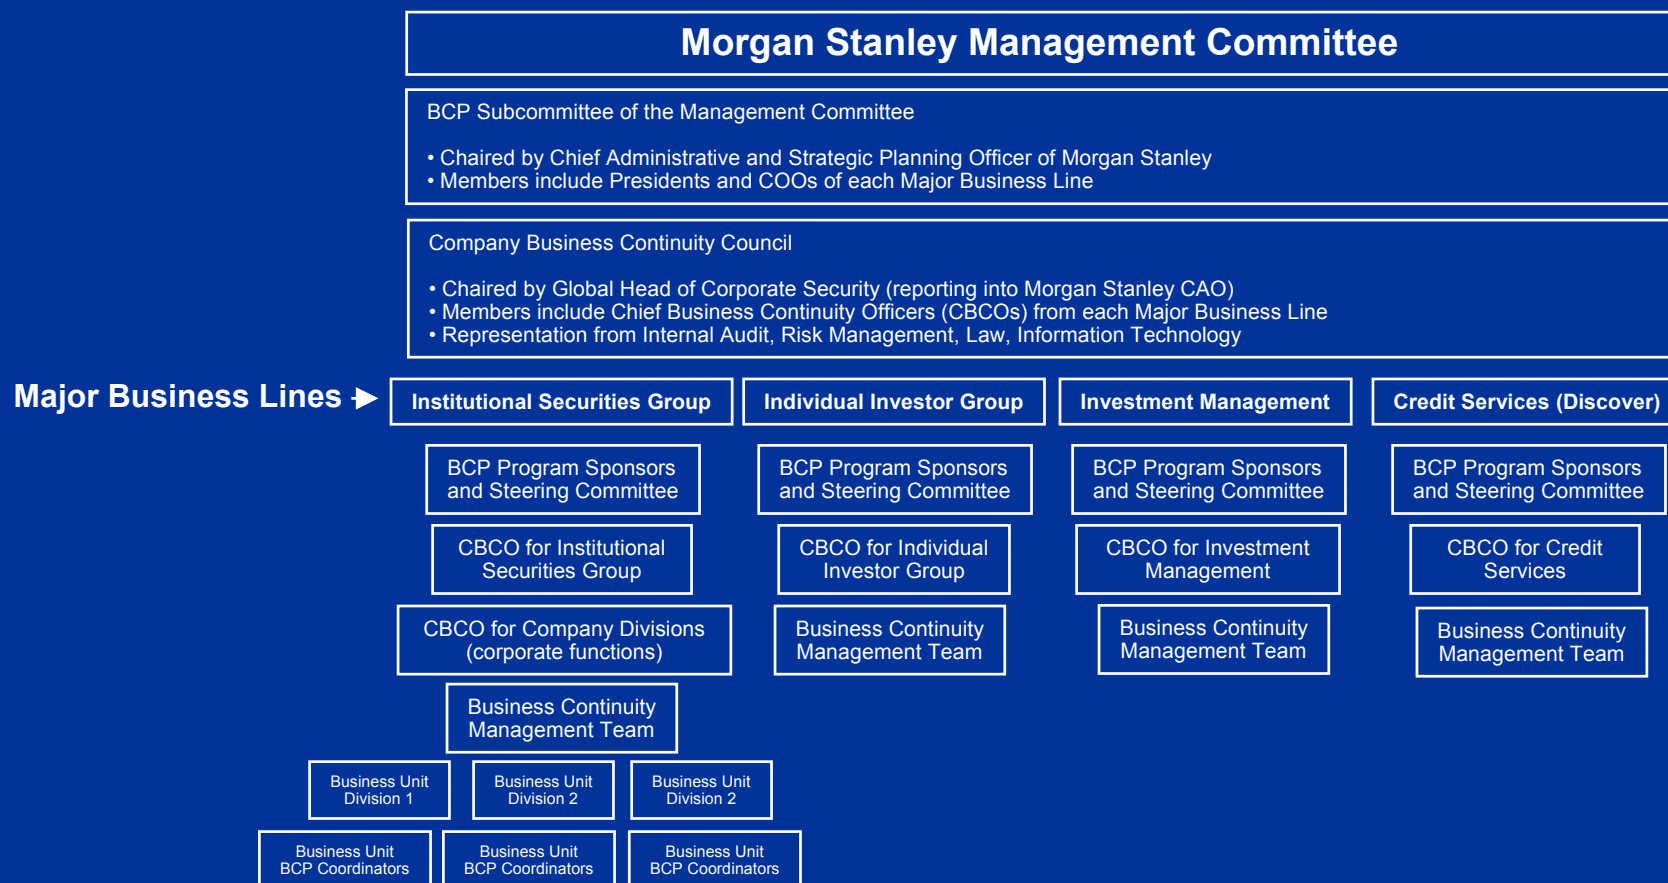 Morgan Stanley Management Committee
BCP Subcommittee of the Management Committee
• Chaired by Chief Administrative and Strategic Planning Officer of Morgan Stanley
• Members include Presidents and COOs of each Major Business Line
Company Business Continuity Council
• Chaired by Global Head of Corporate Security (reporting into Morgan Stanley CAO)
• Members include Chief Business Continuity Officers (CBCOs) from each Major Business Line
• Representation from Internal Audit, Risk Management, Law, Information Technology
Major Business Lines
Institutional Securities Group
Individual Investor Group
Investment Management
Credit Services (Discover)
BCP Program Sponsors
and Steering Committee
BCP Program Sponsors
and Steering Committee
BCP Program Sponsors
and Steering Committee
BCP Program Sponsors
and Steering Committee
CBCO for Institutional
Securities Group
CBCO for Individual
Investor Group
CBCO for Investment
Management
CBCO for Credit
Services
CBCO for Company Divisions
(corporate functions)
Business Continuity
Management Team
Business Continuity
Management Team
Business Continuity
Management Team
Business Continuity
Management Team
Business Unit
Division 1
Business Unit
Division 2
Business Unit
Division 2
Business Unit
BCP Coordinators
Business Unit
BCP Coordinators
Business Unit
BCP Coordinators